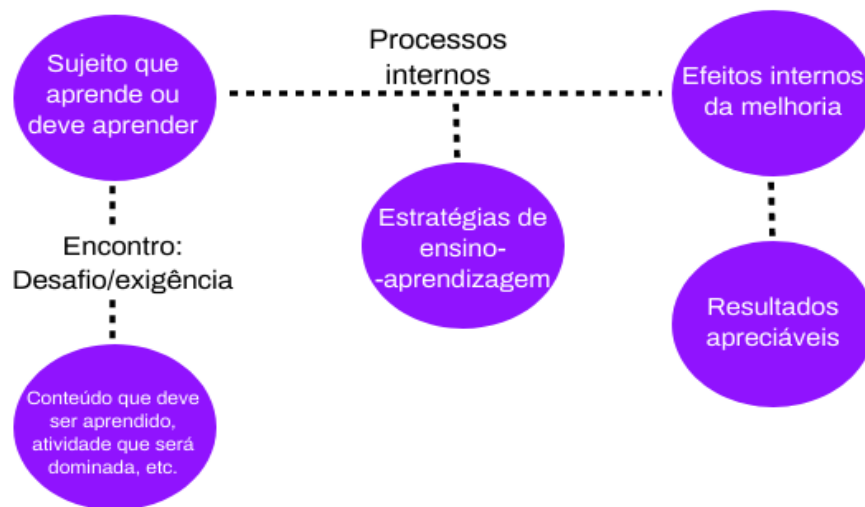 Sujeito que
aprende ou
deve aprender
Processos
internos
Efeitos internos
da melhoria
Encontro:
Desafio/exigência
Estratégias de
ensino-
-aprendizagem
Resultados
apreciáveis
Conteúdo que deve
ser aprendido,
atividade que será
dominada, etc.